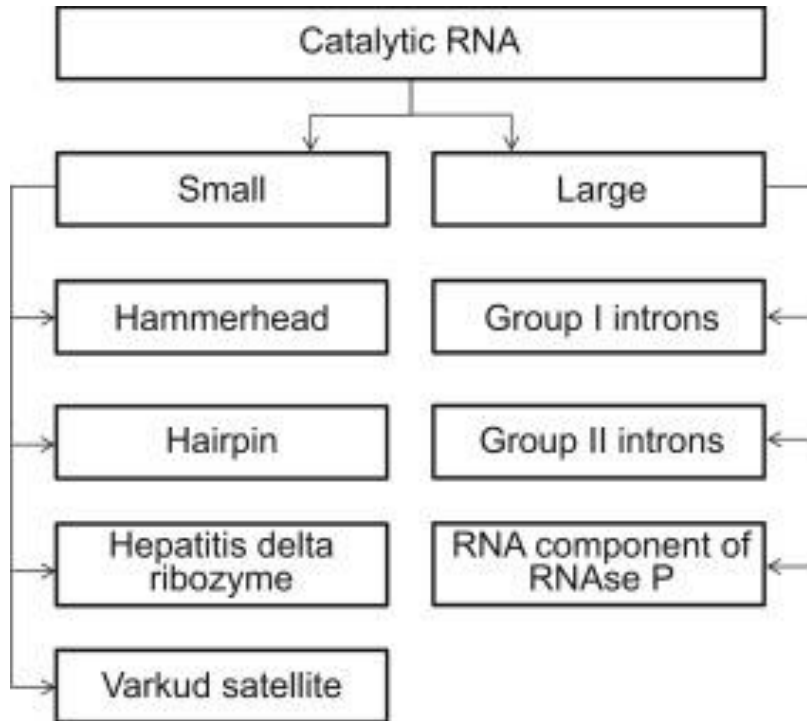 Catalytic RNA
Small
Large
Hammerhead
Group I introns
Hairpin
Group II introns
Hepatitis delta
ribozyme
RNA component of
RNAse P
Varkud satellite